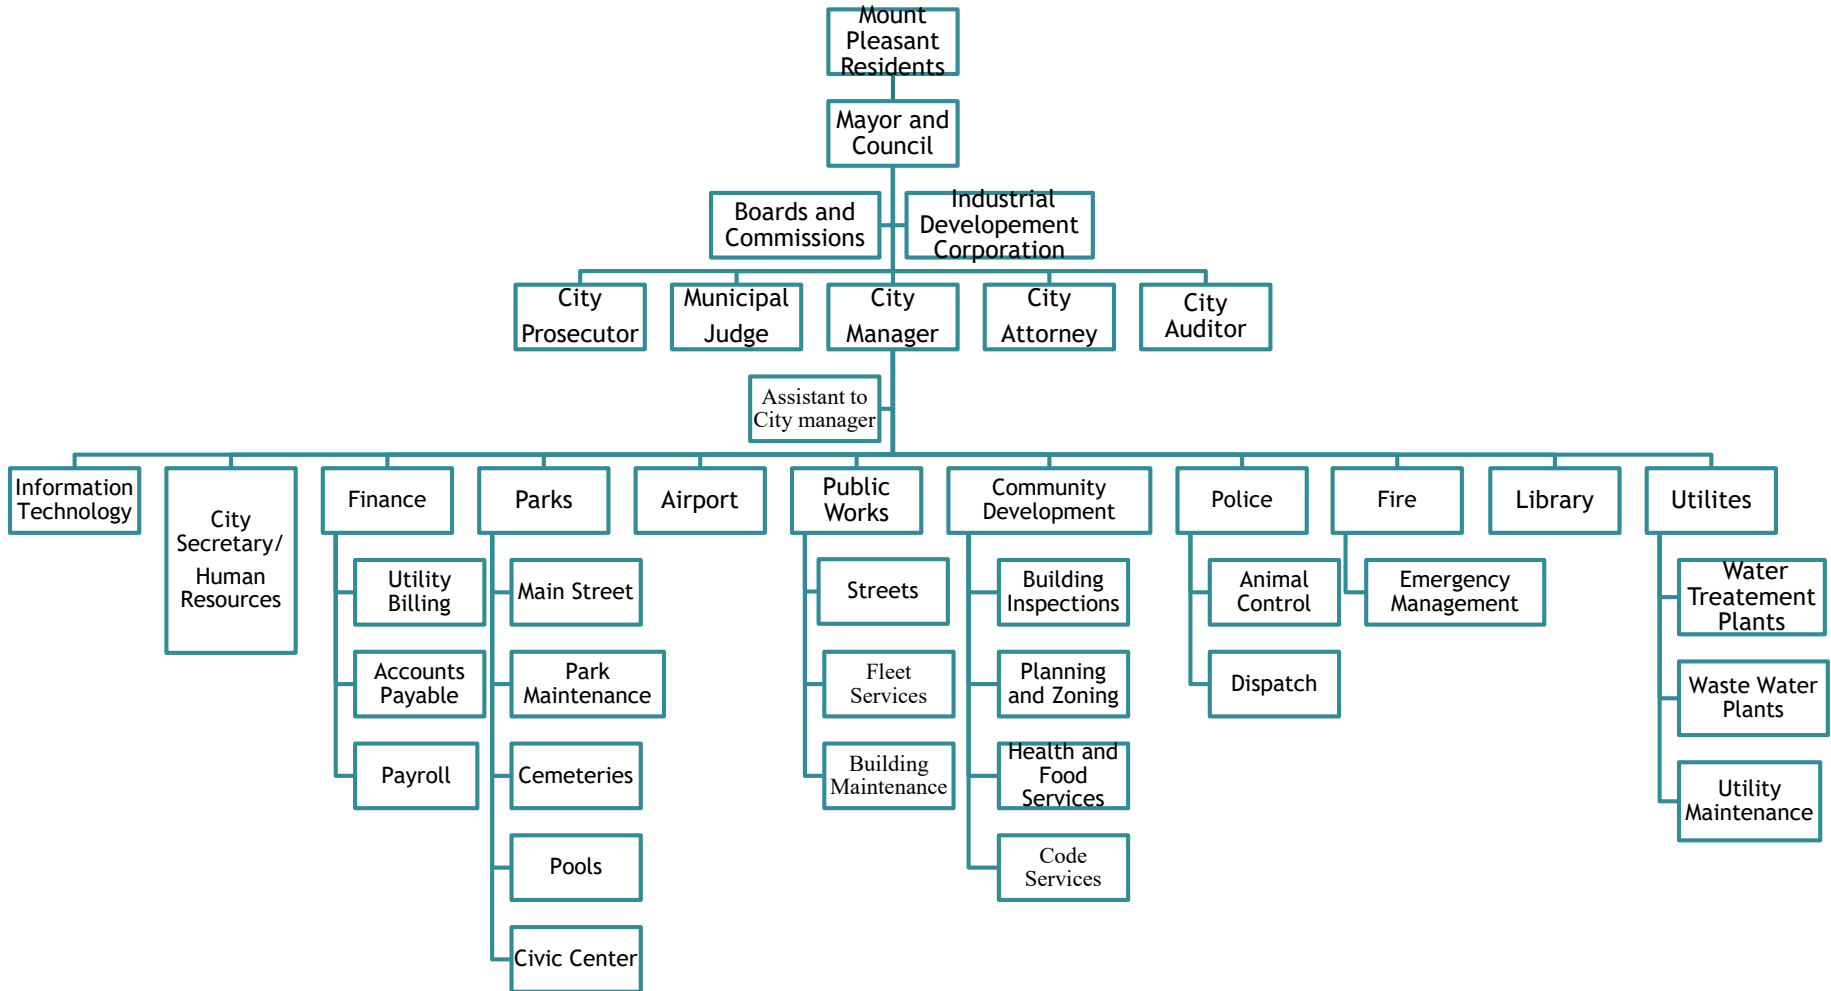 Mount
Pleasant
Residents
Mayor and
Council
Boards and
Commissions
Industrial
Developement
Corporation
City
Prosecutor
Municipal
Judge
City
Manager
City
Attorney
City
Auditor
Assistant to
City manager
Information
Technology
City
Secretary/
Human
Resources
Finance
Parks
Airport
Public
Works
Community
Development
Police
Fire
Library
Utilites
Utility
Billing
Accounts
Payable
Payroll
Main Street
Park
Maintenance
Cemeteries
Pools
Civic Center
Streets
Fleet
Services
Building
Maintenance
Building
Inspections
Planning
and Zoning
Health and
Food
Services
Code
Services
Animal
Control
Dispatch
Emergency
Management
Water
Treatement
Plants
Waste Water
Plants
Utility
Maintenance